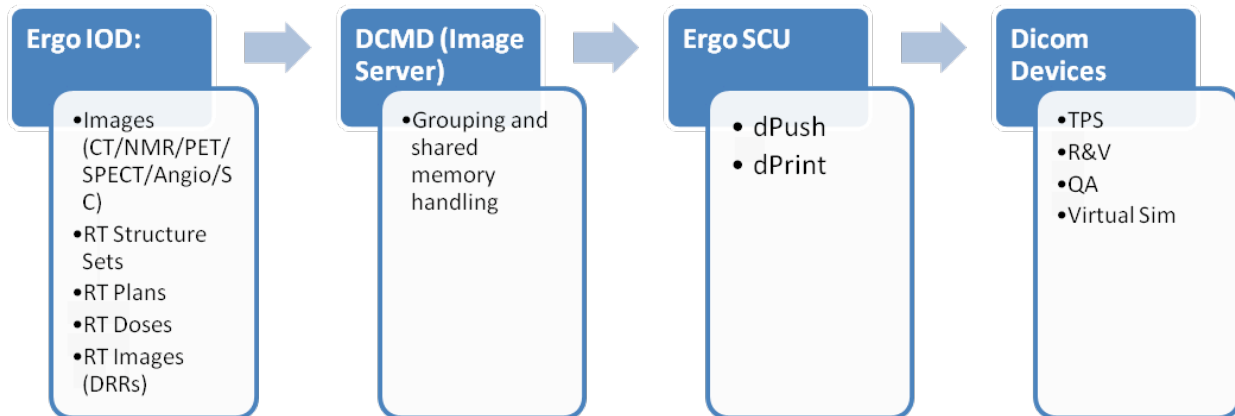 Ergo IOD:
•Images
(CT/NMR/PET/
SPECT/Angio/S
C)
•RT Structure
Sets
•RT Plans
•RT Doses
•RT Images
(DRRs)
DCMD (Image
Server)
•Grouping and
shared
memory
handling
Ergo SCU
• dPush
• dPrint
Dicom
Devices
•TPS
•R&V
•QA
•Virtual Sim